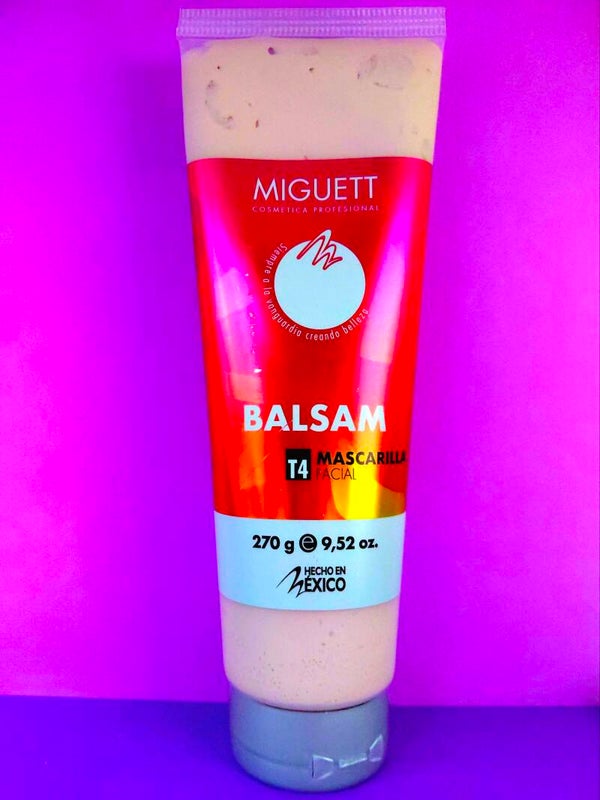 MIGUETT
COSMETICA PROFESIONAL
Siempre a la vanguardia creando belleza
BALSAM
T4 MASCARILLA
FACIAL
270 g e 9,52 oz.
HECHO EN
MÉXICO